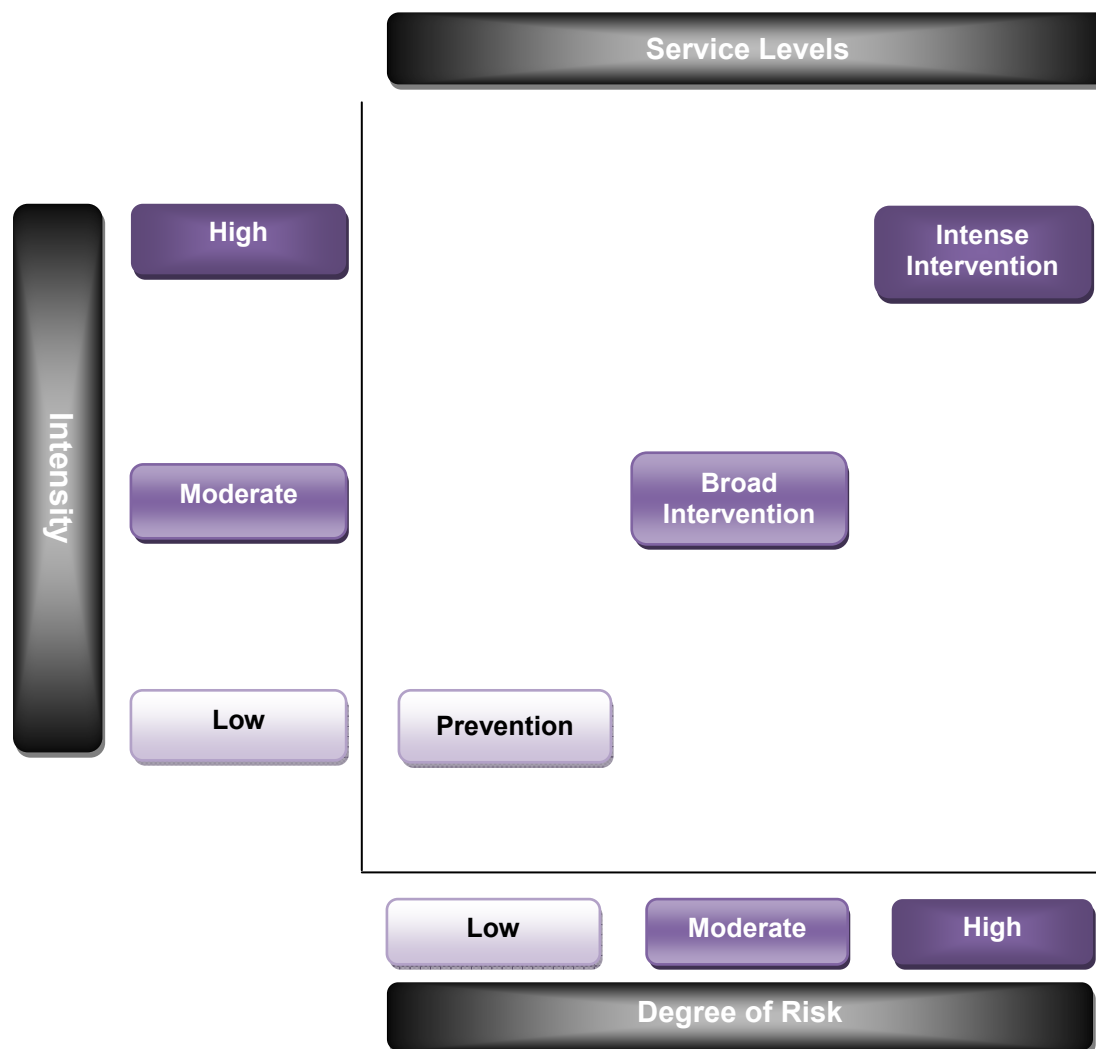 Service Levels
High
Intense
Intervention
Intensity
Moderate
Broad
Intervention
Low
Prevention
Low
Moderate
High
Degree of Risk